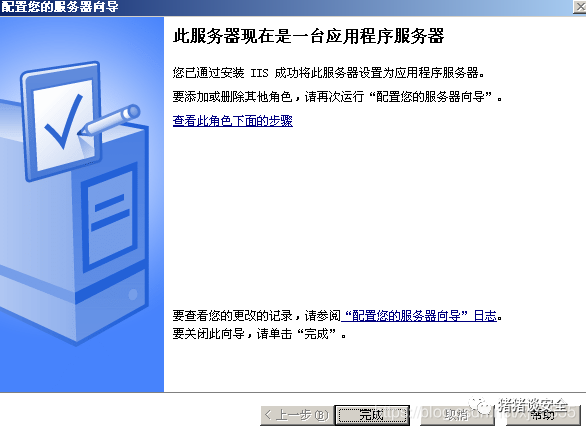 配置您的服务器向导
此服务器现在是一台应用程序服务器
您已通过安装 IIS 成功将此服务器设置为应用程序服务器。
要添加或删除其他角色，请再次运行“配置您的服务器向导”。
查看此角色下面的步骤
要查看您的更改的记录，请参阅“配置您的服务器向导”日志。
要关闭此向导，请单击“完成”。
< 上一步(B) 完成 取消 帮助
猪猪谈安全